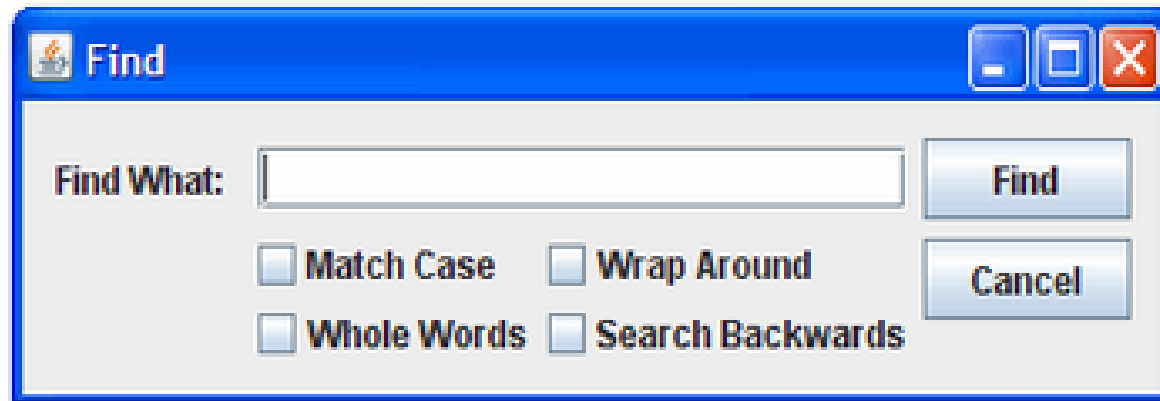 Find
Find What:
Find
Match Case
Wrap Around
Cancel
Whole Words
Search Backwards